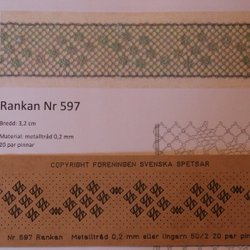 Rankan Nr 597
Bredd: 3,2 cm
Material: metalltråd 0,2 mm
20 par pinnar
COPYRIGHT FÖRENINGEN SVENSKA SPETSAR
Nr 597 Rankan Metalltråd 0,2 mm eller lingarn 50/2 20 par pinnar